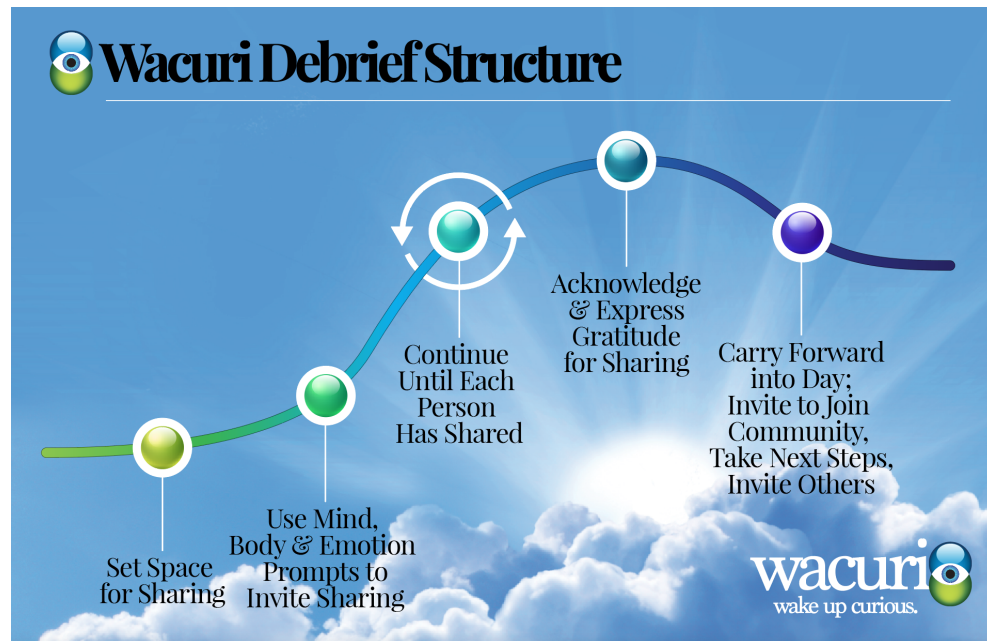 Wacuri Debrief Structure
Set Space
for Sharing
Use Mind,
Body & Emotion
Prompts to
Invite Sharing
Continue
Until Each
Person
Has Shared
Acknowledge
& Express
Gratitude
for Sharing
Carry Forward
into Day;
Invite to Join
Community,
Take Next Steps,
Invite Others
wacuri
wake up curious.